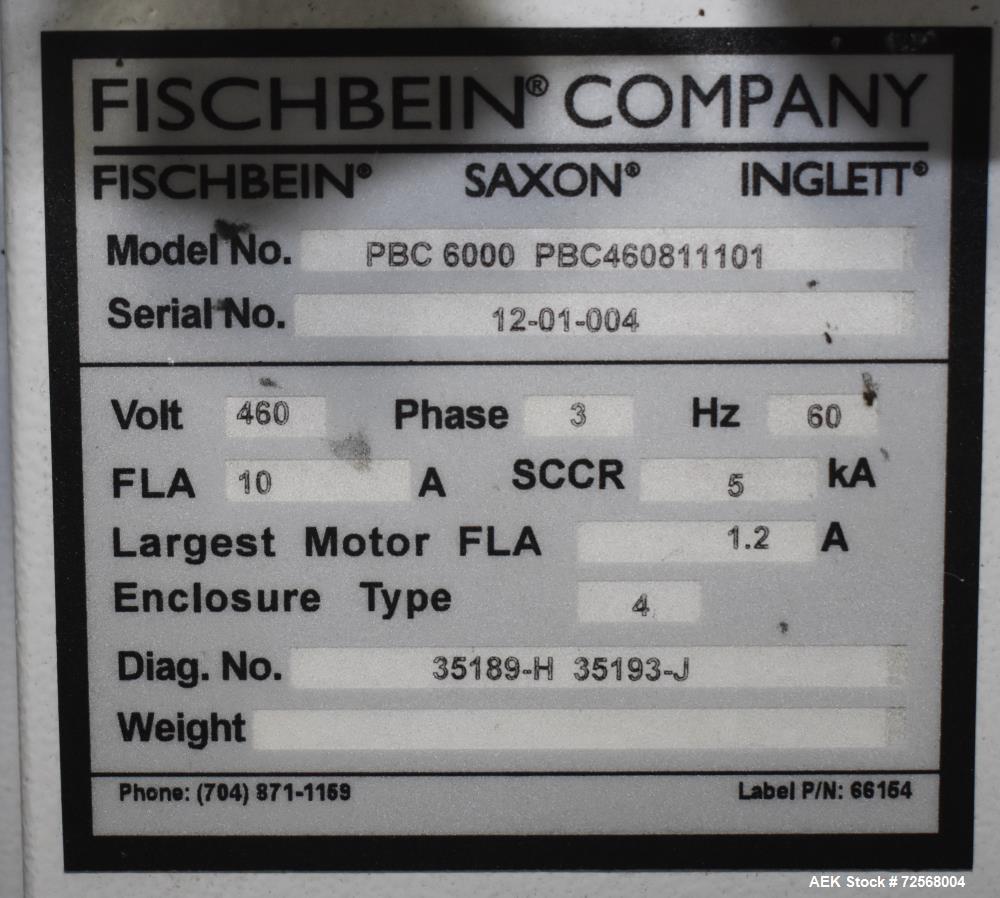 FISCHBEIN® COMPANY
FISCHBEIN® SAXON® INGLETT®
Model No. PBC 6000 PBC460811101
Serial No. 12-01-004
Volt 460 Phase 3 Hz 60
FLA 10 A SCCR 5 kA
Largest Motor FLA 1.2 A
Enclosure Type 4
Diag. No. 35189-H 35193-J
Weight
Phone: (704) 871-1159 Label P/N: 66154
AEK Stock # 72568004